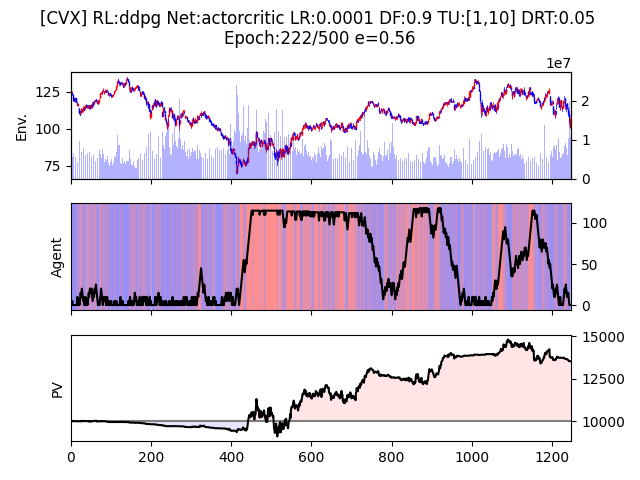 [CVX] RL:ddpg Net:actorcritic LR:0.0001 DF:0.9 TU:[1,10] DRT:0.05
Epoch:222/500 e=0.56
1e7
125
100
75
Env.
2
1
0
Agent
100
50
0
PV
15000
12500
10000
0 200 400 600 800 1000 1200